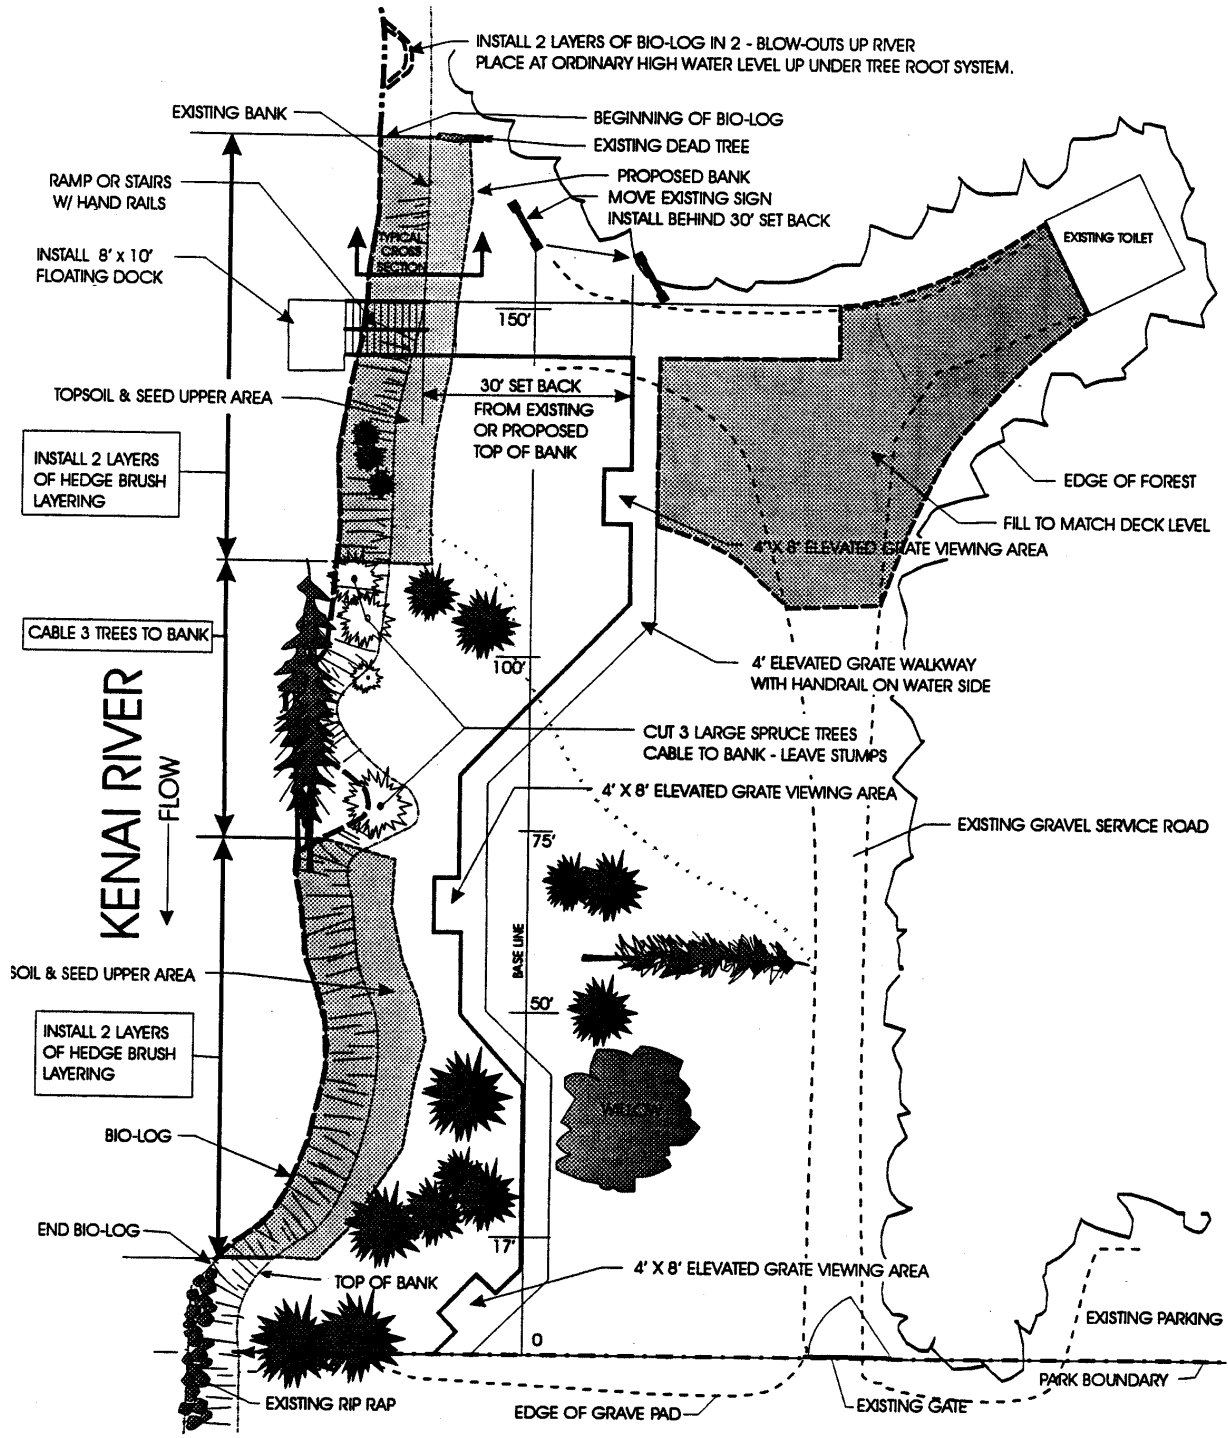 INSTALL 2 LAYERS OF BIO-LOG IN 2 - BLOW-OUTS UP RIVER
PLACE AT ORDINARY HIGH WATER LEVEL UP UNDER TREE ROOT SYSTEM.
EXISTING BANK
BEGINNING OF BIO-LOG
EXISTING DEAD TREE
PROPOSED BANK
RAMP OR STAIRS
W/ HAND RAILS
MOVE EXISTING SIGN
INSTALL BEHIND 30' SET BACK
TYPICAL
CROSS
SECTION
EXISTING TOILET
INSTALL 8' x 10'
FLOATING DOCK
150'
TOPSOIL & SEED UPPER AREA
30' SET BACK
FROM EXISTING
OR PROPOSED
TOP OF BANK
INSTALL 2 LAYERS
OF HEDGE BRUSH
LAYERING
EDGE OF FOREST
FILL TO MATCH DECK LEVEL
4' X 8' ELEVATED GRATE VIEWING AREA
CABLE 3 TREES TO BANK
100'
4' ELEVATED GRATE WALKWAY
WITH HANDRAIL ON WATER SIDE
KENAI RIVER
FLOW
CUT 3 LARGE SPRUCE TREES
CABLE TO BANK - LEAVE STUMPS
4' X 8' ELEVATED GRATE VIEWING AREA
75'
EXISTING GRAVEL SERVICE ROAD
BASE LINE
SOIL & SEED UPPER AREA
50'
INSTALL 2 LAYERS
OF HEDGE BRUSH
LAYERING
WILLOW
BIO-LOG
END BIO-LOG
17'
TOP OF BANK
4' X 8' ELEVATED GRATE VIEWING AREA
0
EXISTING PARKING
PARK BOUNDARY
EXISTING RIP RAP
EDGE OF GRAVE PAD
EXISTING GATE